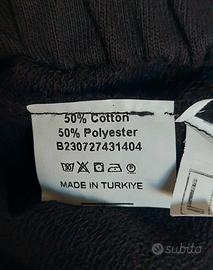 50% Cotton
50% Polyester
B230727431404
MADE IN TURKIYE
subito